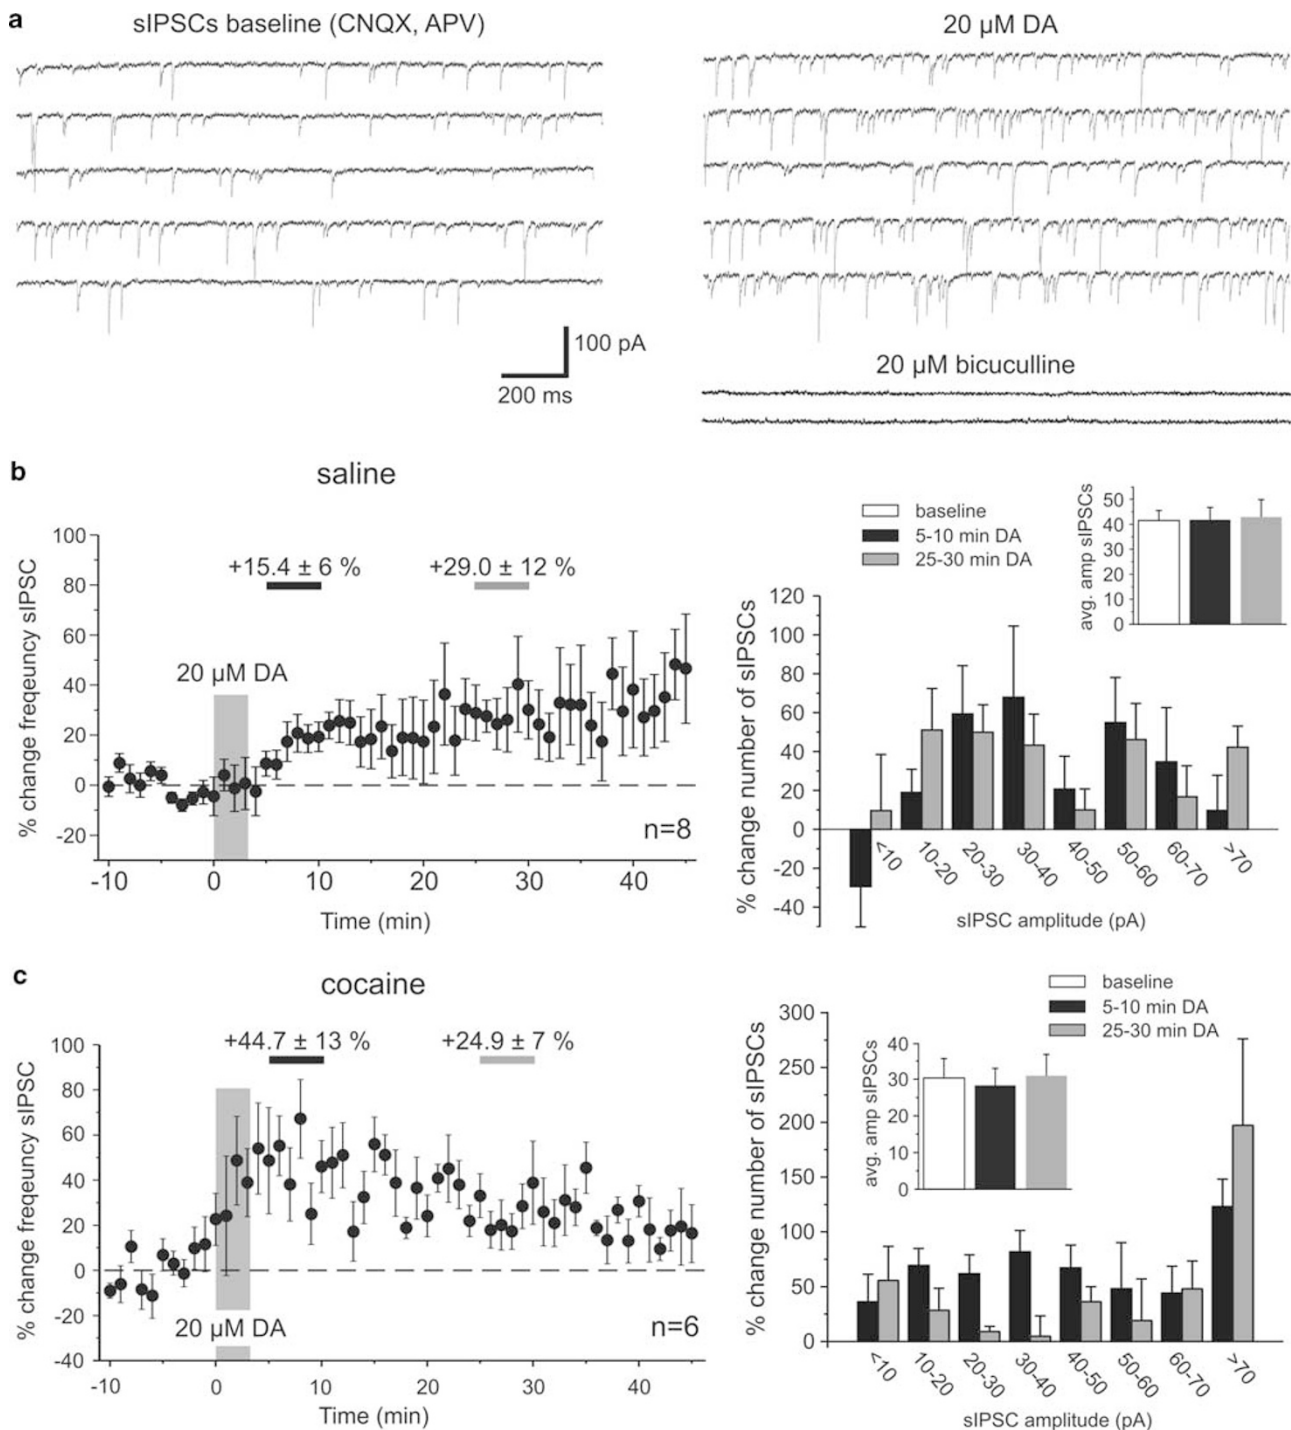 a
sIPSCs baseline (CNQX, APV)
20 µM DA
100 pA
200 ms
20 µM bicuculline
b
saline
% change freqeuncy sIPSC
100
80
60
40
20
0
-20
+15.4 ± 6 %
+29.0 ± 12 %
20 µM DA
n=8
-10
0
10
20
30
40
Time (min)
baseline
5-10 min DA
25-30 min DA
avg. amp sIPSCs
50
40
30
20
10
0
% change number of sIPSCs
120
100
80
60
40
20
0
-20
-40
<10
10-20
20-30
30-40
40-50
50-60
60-70
>70
sIPSC amplitude (pA)
c
cocaine
% change freqeuncy sIPSC
100
80
60
40
20
0
-20
-40
+44.7 ± 13 %
+24.9 ± 7 %
20 µM DA
n=6
-10
0
10
20
30
40
Time (min)
baseline
5-10 min DA
25-30 min DA
avg. amp sIPSCs
40
30
20
10
0
% change number of sIPSCs
300
250
200
150
100
50
0
<10
10-20
20-30
30-40
40-50
50-60
60-70
>70
sIPSC amplitude (pA)